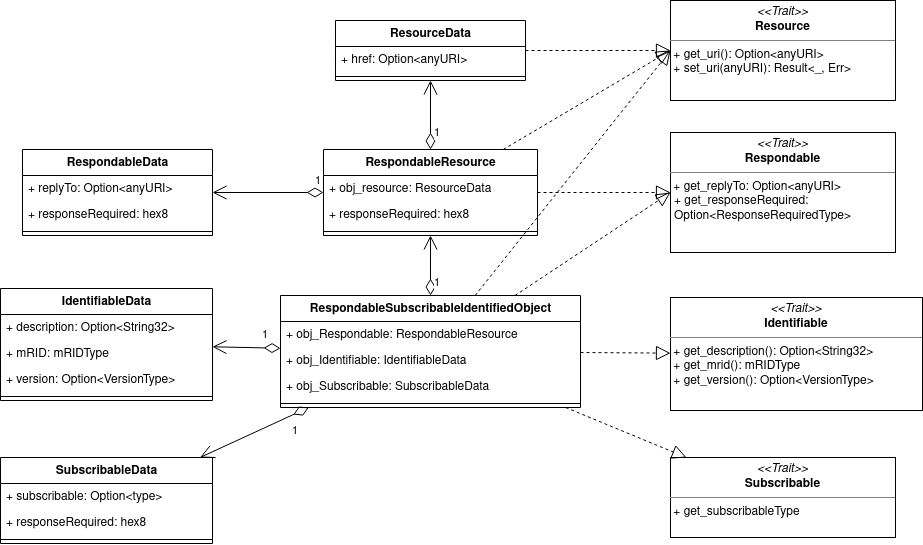 ResourceData
+ href: Option<anyURI>
<<Trait>>
Resource
+ get_uri(): Option<anyURI>
+ set_uri(anyURI): Result<_, Err>
1
RespondableData
+ replyTo: Option<anyURI>
+ responseRequired: hex8
1
RespondableResource
+ obj_resource: ResourceData
+ responseRequired: hex8
<<Trait>>
Respondable
+ get_replyTo: Option<anyURI>
+ get_responseRequired:
Option<ResponseRequiredType>
1
IdentifiableData
+ description: Option<String32>
+ mRID: mRIDType
+ version: Option<VersionType>
1
RespondableSubscribableIdentifiedObject
+ obj_Respondable: RespondableResource
+ obj_Identifiable: IdentifiableData
+ obj_Subscribable: SubscribableData
<<Trait>>
Identifiable
+ get_description(): Option<String32>
+ get_mrid(): mRIDType
+ get_version(): Option<VersionType>
1
SubscribableData
+ subscribable: Option<type>
+ responseRequired: hex8
<<Trait>>
Subscribable
+ get_subscribableType